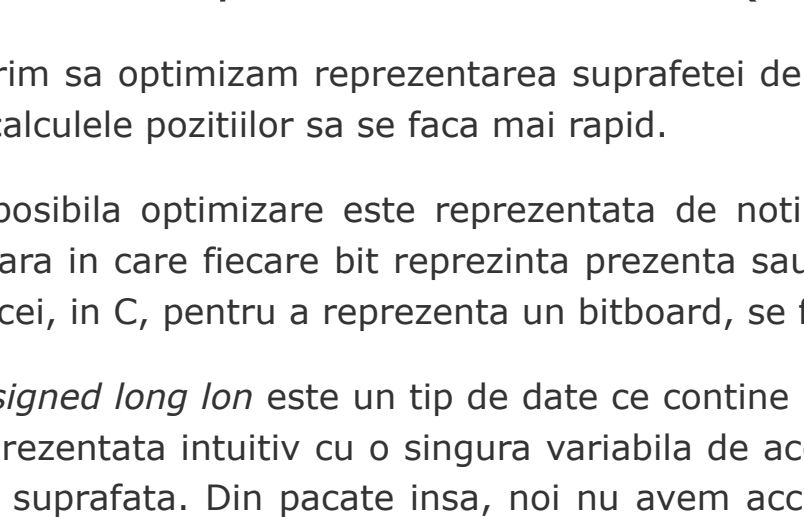 rim sa optimizam reprezentarea suprafetei de
calculele pozitiilor sa se faca mai rapid.
posibila optimizare este reprezentata de noti
ara in care fiecare bit reprezinta prezenta sau
cei, in C, pentru a reprezenta un bitboard, se f
signed long lon este un tip de date ce contine
rezentata intuitiv cu o singura variabila de ac
suprafata. Din pacate insa, noi nu avem acc